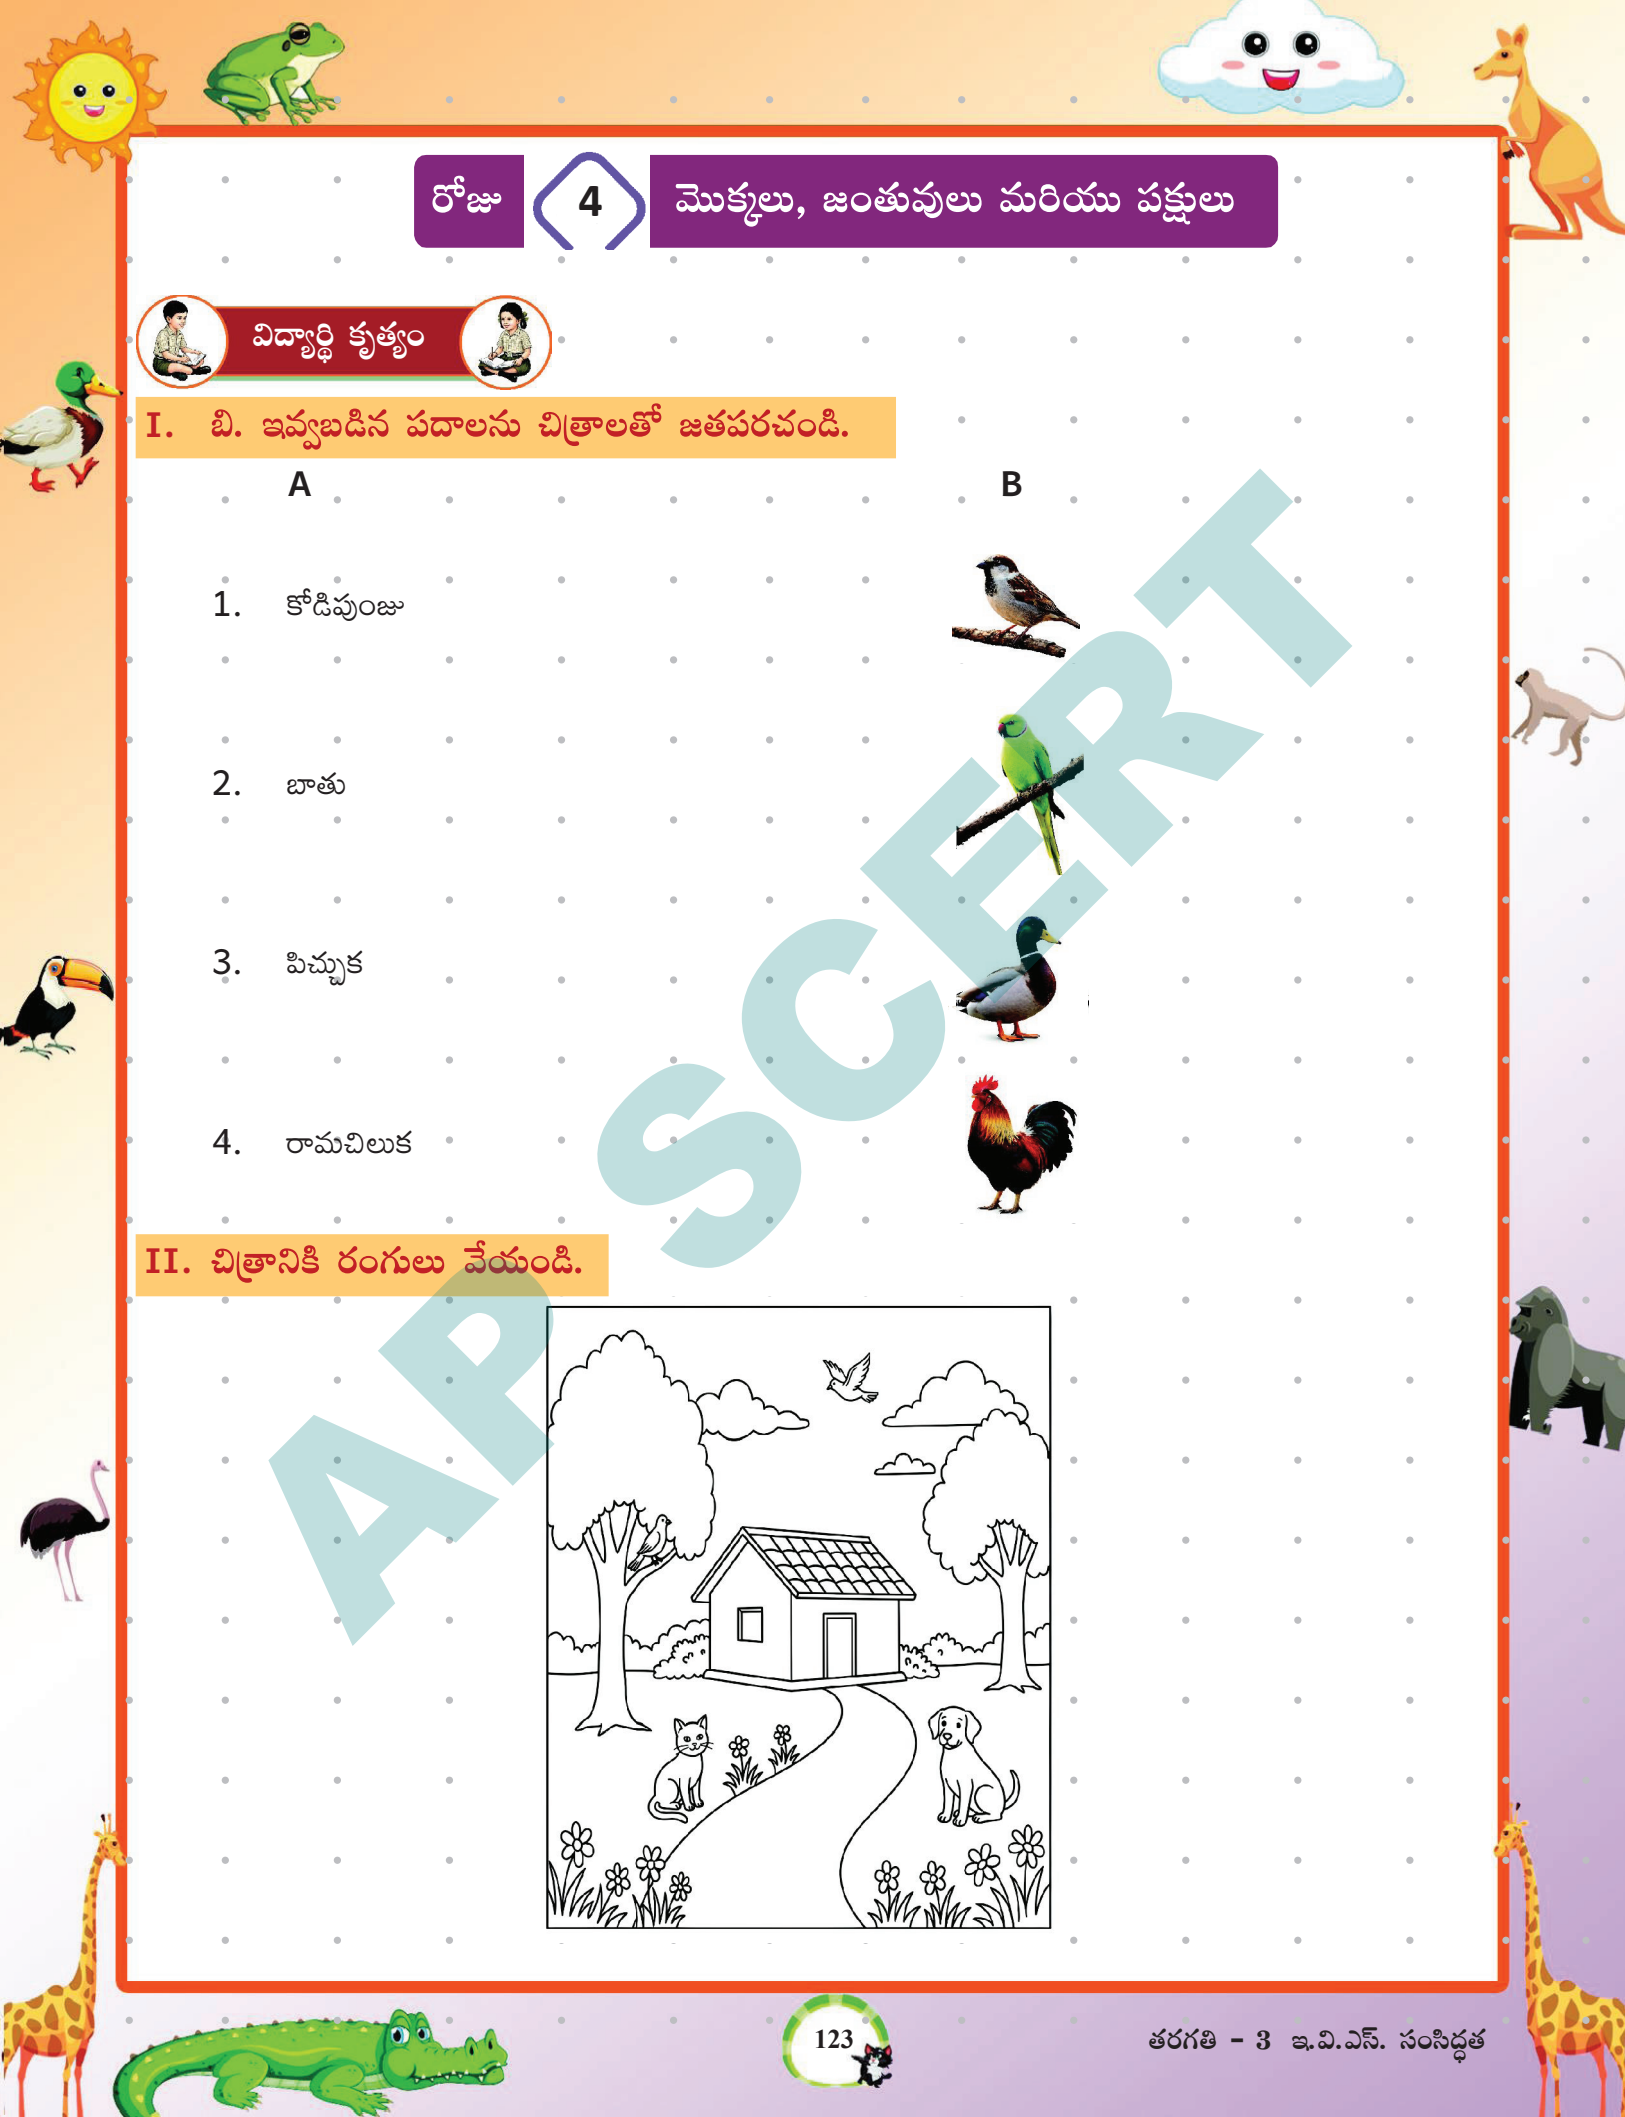 రోజు 4 మొక్కలు, జంతువులు మరియు పక్షులు
విద్యార్థి కృత్యం
I. బి. ఇవ్వబడిన పదాలను చిత్రాలతో జతపరచండి.
A B
1. కోడిపుంజు
2. బాతు
3. పిచ్చుక
4. రామచిలుక
II. చిత్రానికి రంగులు వేయండి.
AP SCERT
123
తరగతి - 3 ఇ.వి.ఎస్. సంసిద్ధత